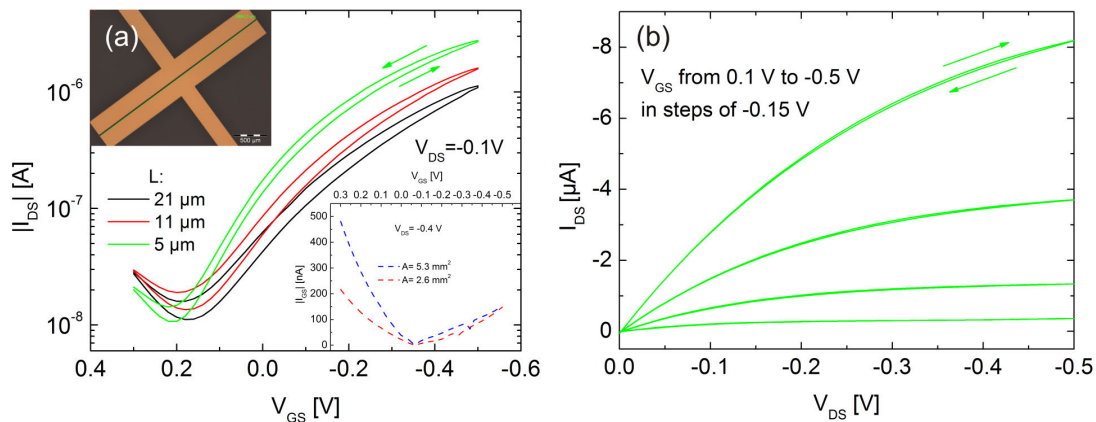 (a)
500 µm
|I_DS| [A]
10⁻⁶
10⁻⁷
10⁻⁸
L:
21 µm
11 µm
5 µm
V_DS=-0.1V
V_GS [V]
0.3 0.2 0.1 0.0 -0.1 -0.2 -0.3 -0.4 -0.5
500
400
300
200
100
0
|I_GS| [nA]
V_DS= -0.4 V
A= 5.3 mm²
A= 2.6 mm²
0.4 0.2 0.0 -0.2 -0.4 -0.6
V_GS [V]
(b)
V_GS from 0.1 V to -0.5 V
in steps of -0.15 V
I_DS [µA]
-8
-6
-4
-2
0
0.0 -0.1 -0.2 -0.3 -0.4 -0.5
V_DS [V]